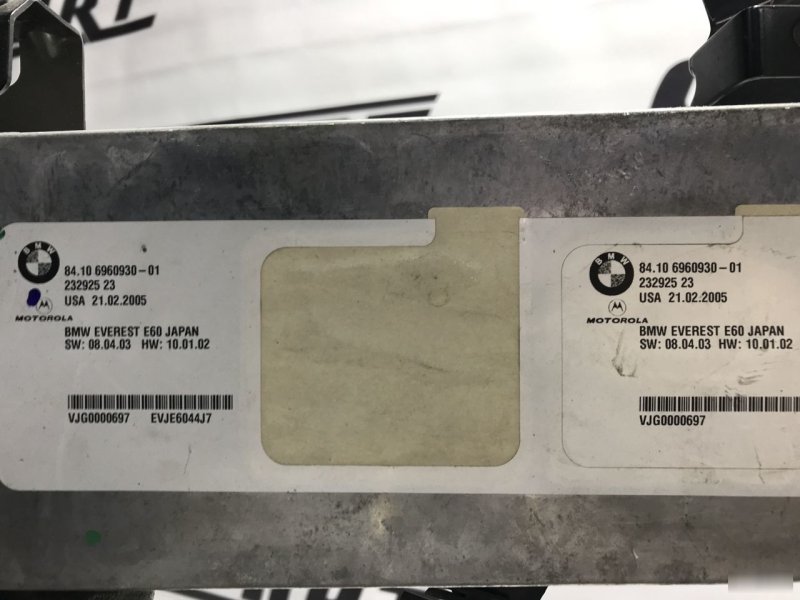 BMW
84.10 6960930-01
232925 23
USA 21.02.2005
MOTOROLA
BMW EVEREST E60 JAPAN
SW: 08.04.03 HW: 10.01.02
VJG0000697 EVJE6044J7
BMW
84.10 6960930-01
232925 23
USA 21.02.2005
MOTOROLA
BMW EVEREST E60 JAPAN
SW: 08.04.03 HW: 10.01.02
VJG0000697